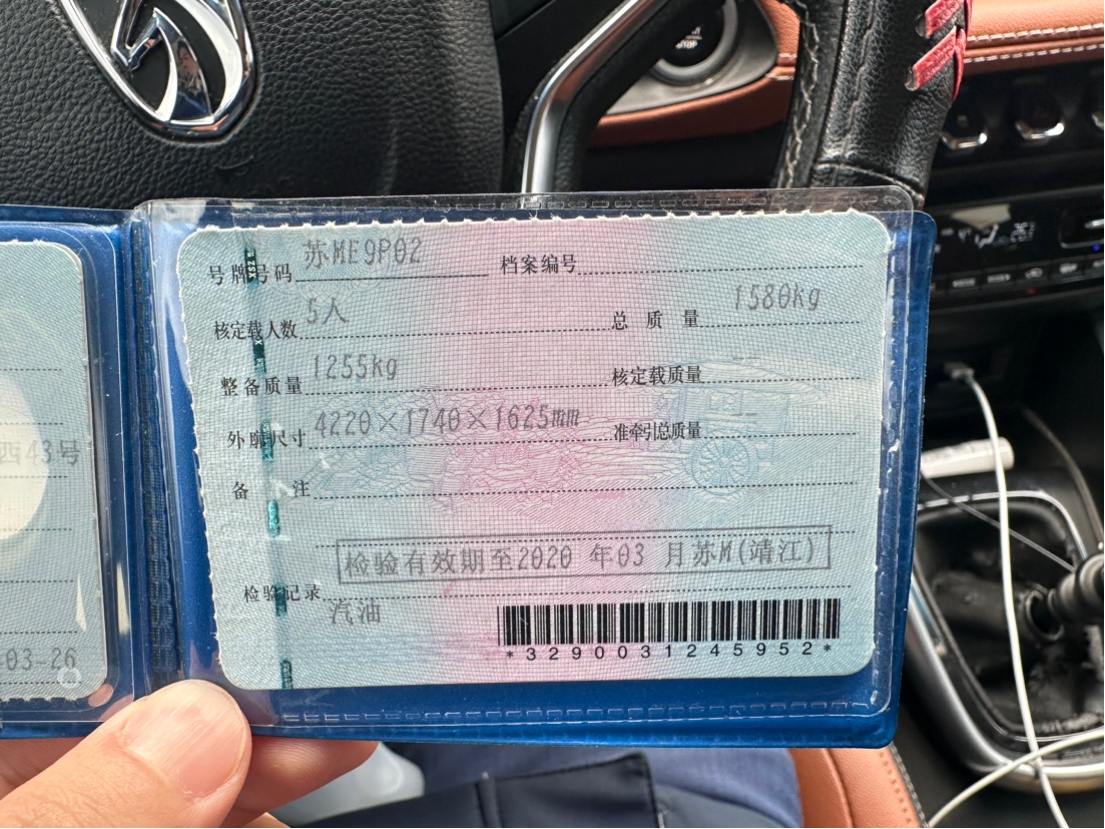 号牌号码 苏ME9P02 档案编号
核定载人数 5人 总质量 1580kg
整备质量 1255kg 核定载质量 --
外廓尺寸 4220×1740×1625mm 准牵引总质量 --
备注
检验有效期至2020年03月苏M(靖江)
检验记录
汽油
*3290031245952*
西43号
03-26